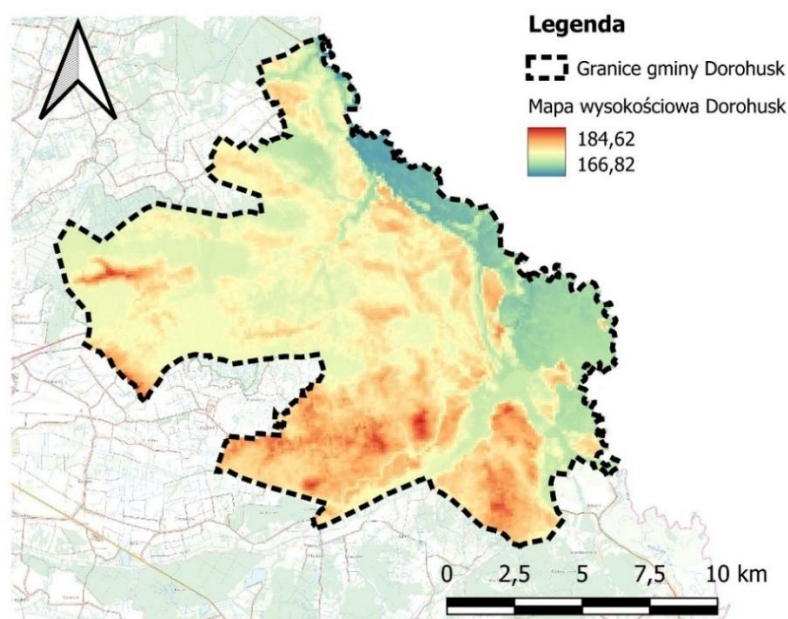 Legenda
Granice gminy Dorohusk
Mapa wysokościowa Dorohusk
184,62
166,82
0 2,5 5 7,5 10 km